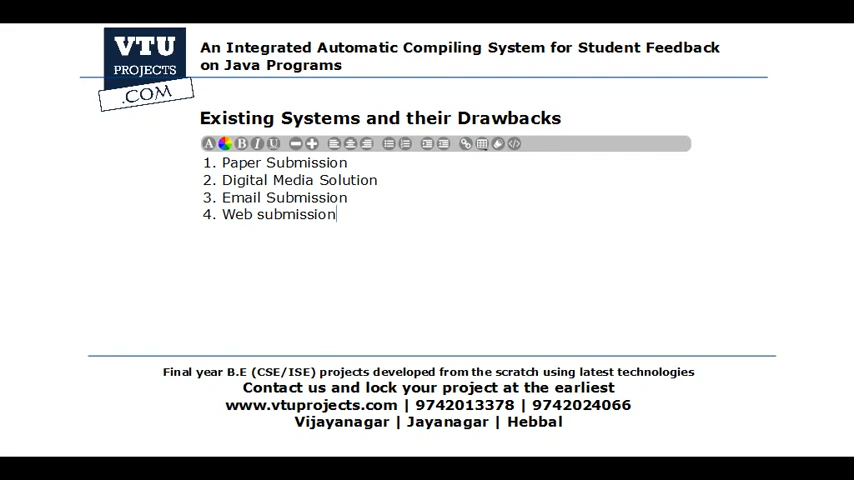 VTU
PROJECTS
.COM
An Integrated Automatic Compiling System for Student Feedback
on Java Programs
Existing Systems and their Drawbacks
1. Paper Submission
2. Digital Media Solution
3. Email Submission
4. Web submission
Final year B.E (CSE/ISE) projects developed from the scratch using latest technologies
Contact us and lock your project at the earliest
www.vtuprojects.com | 9742013378 | 9742024066
Vijayanagar | Jayanagar | Hebbal